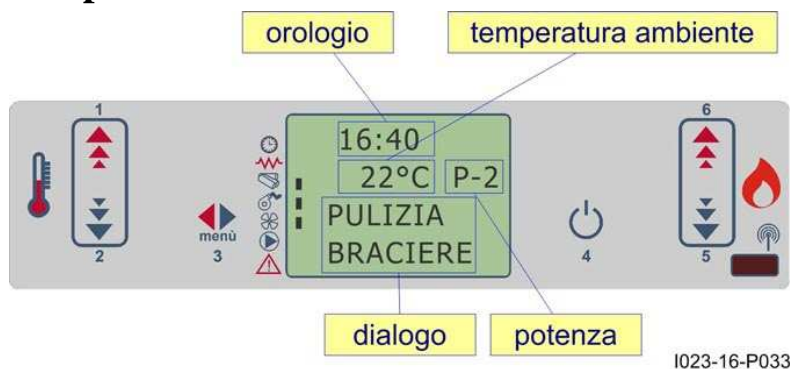 orologio
temperatura ambiente
1
6
16:40
22°C P-2
PULIZIA
BRACIERE
menù
2
3
4
5
dialogo
potenza
I023-16-P033